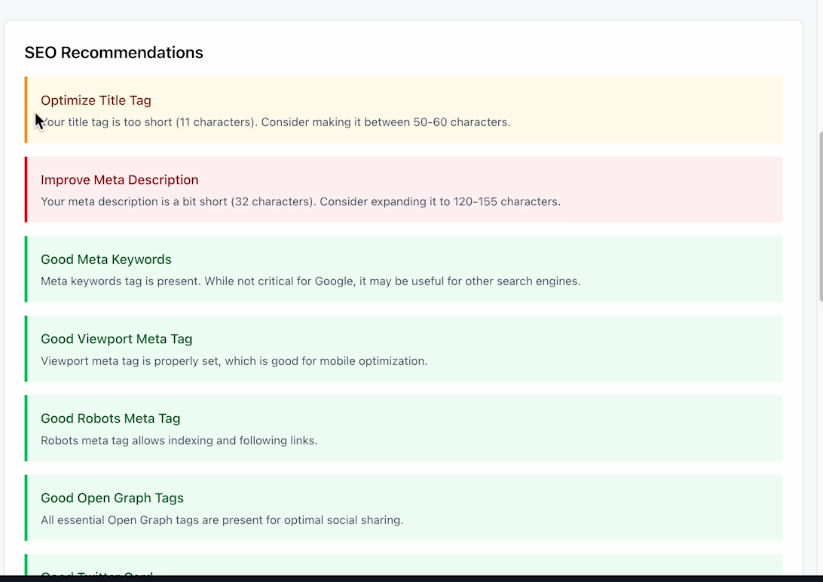 SEO Recommendations
Optimize Title Tag
Your title tag is too short (11 characters). Consider making it between 50-60 characters.
Improve Meta Description
Your meta description is a bit short (32 characters). Consider expanding it to 120-155 characters.
Good Meta Keywords
Meta keywords tag is present. While not critical for Google, it may be useful for other search engines.
Good Viewport Meta Tag
Viewport meta tag is properly set, which is good for mobile optimization.
Good Robots Meta Tag
Robots meta tag allows indexing and following links.
Good Open Graph Tags
All essential Open Graph tags are present for optimal social sharing.
Good Twitter Card